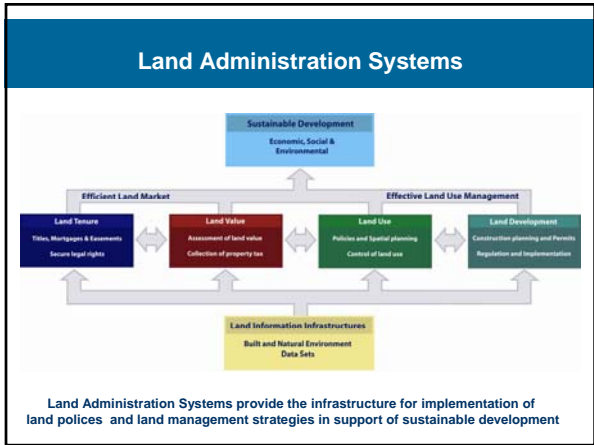 Land Administration Systems
Sustainable Development
Economic, Social &
Environmental
Efficient Land Market
Effective Land Use Management
Land Tenure
Titles, Mortgages & Easements
Secure legal rights
Land Value
Assessment of land value
Collection of property tax
Land Use
Policies and Spatial planning
Control of land use
Land Development
Construction planning and Permits
Regulation and Implementation
Land Information Infrastructures
Built and Natural Environment
Data Sets
Land Administration Systems provide the infrastructure for implementation of
land polices and land management strategies in support of sustainable development